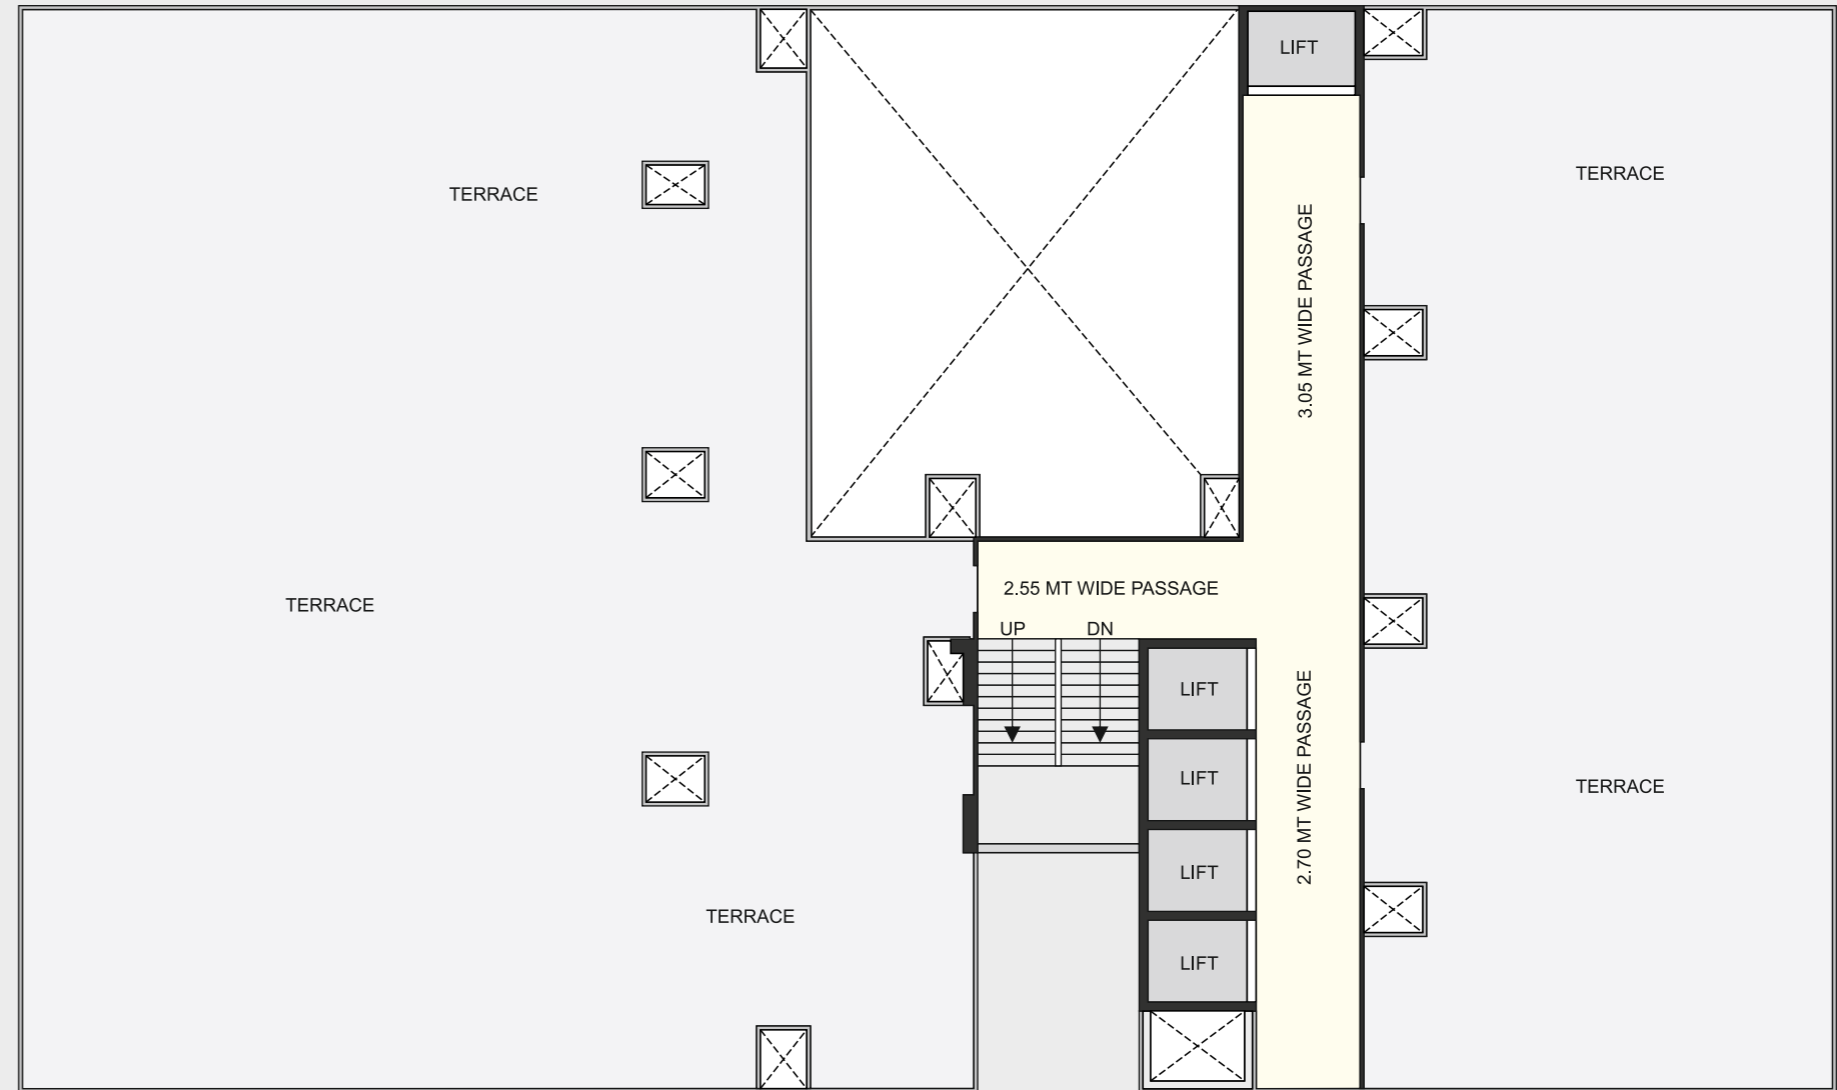 LIFT
TERRACE
TERRACE
3.05 MT WIDE PASSAGE
2.55 MT WIDE PASSAGE
TERRACE
UP
DN
LIFT
2.70 MT WIDE PASSAGE
LIFT
TERRACE
LIFT
TERRACE
LIFT